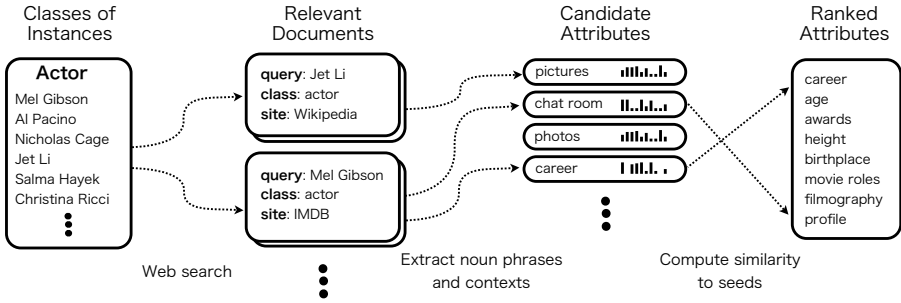 Classes of
Instances
Relevant
Documents
Candidate
Attributes
Ranked
Attributes
Actor
Mel Gibson
Al Pacino
Nicholas Cage
Jet Li
Salma Hayek
Christina Ricci
query: Jet Li
class: actor
site: Wikipedia
query: Mel Gibson
class: actor
site: IMDB
pictures
chat room
photos
career
career
age
awards
height
birthplace
movie roles
filmography
profile
Web search
Extract noun phrases
and contexts
Compute similarity
to seeds